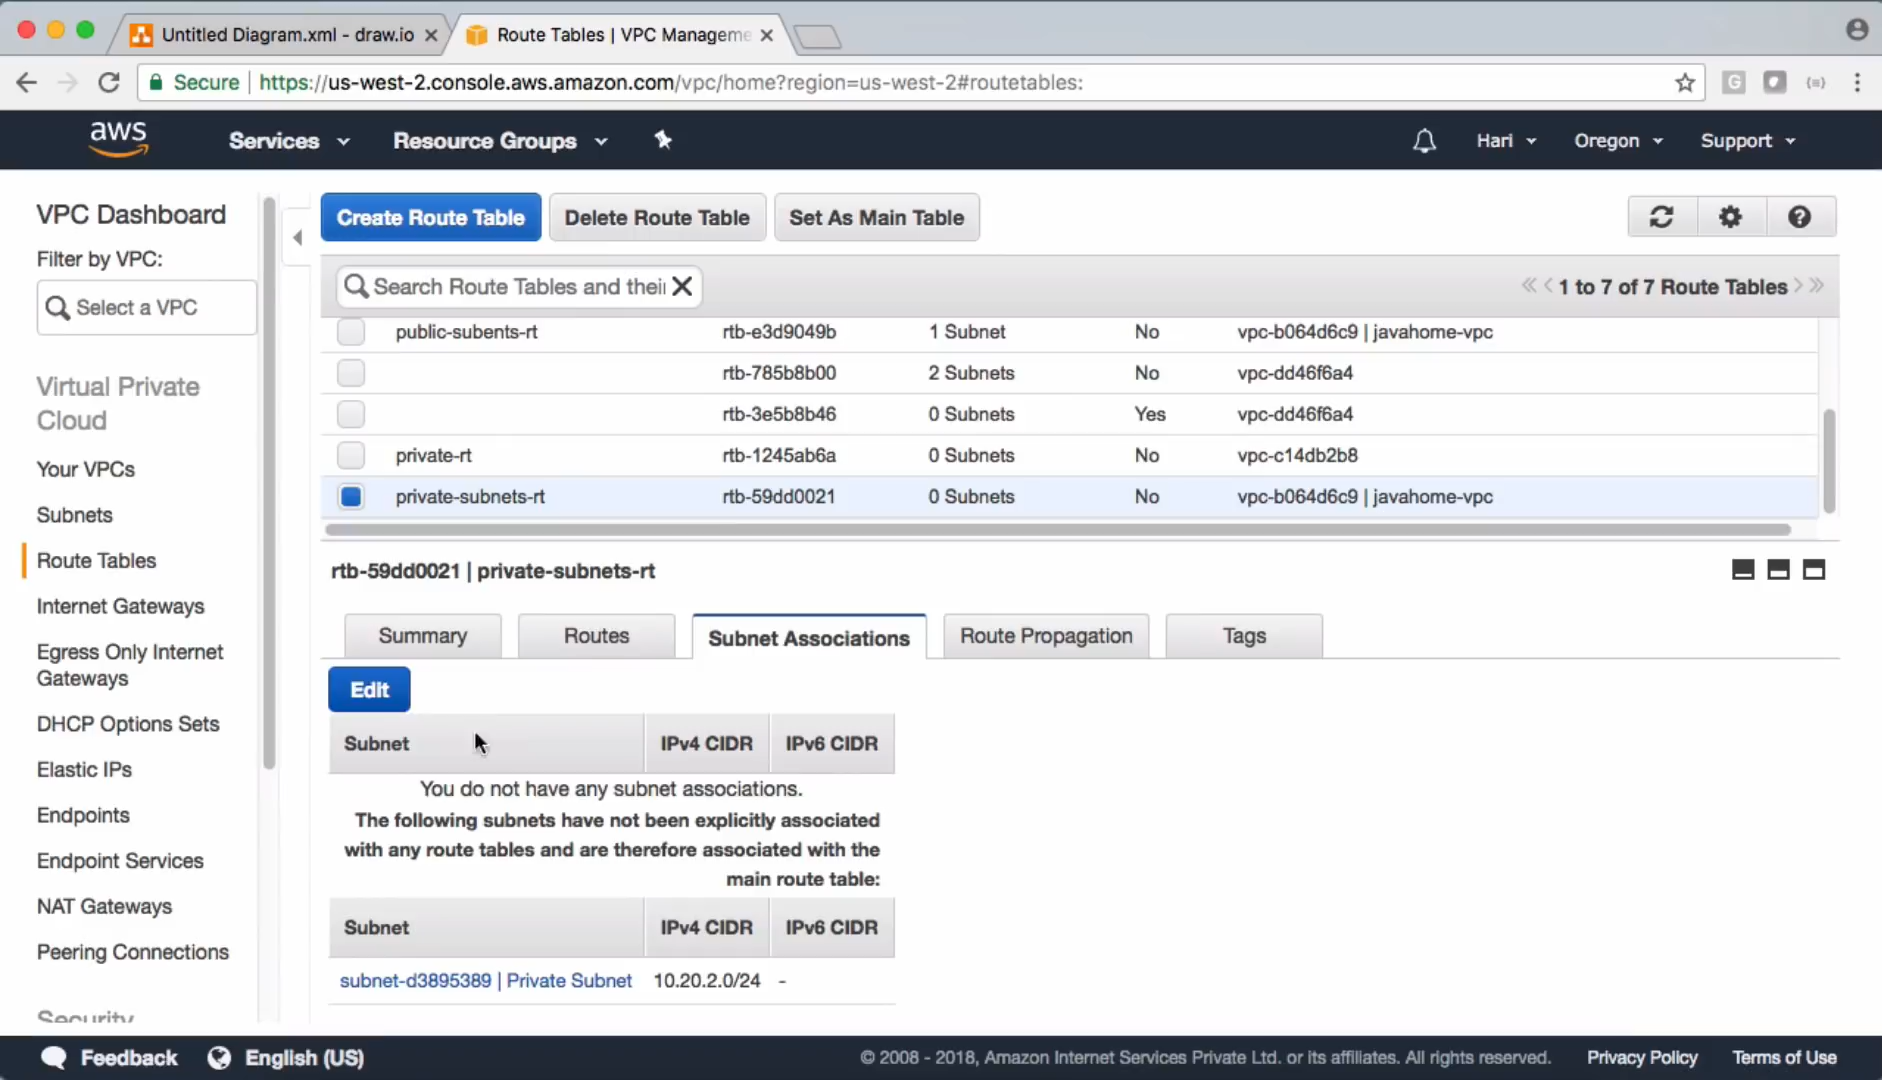 Untitled Diagram.xml - draw.io
Route Tables | VPC Manageme
Secure
https://us-west-2.console.aws.amazon.com/vpc/home?region=us-west-2#routetables:
G
aws
Services
Resource Groups
Hari
Oregon
Support
VPC Dashboard
Filter by VPC:
Select a VPC
Virtual Private
Cloud
Your VPCs
Subnets
Route Tables
Internet Gateways
Egress Only Internet
Gateways
DHCP Options Sets
Elastic IPs
Endpoints
Endpoint Services
NAT Gateways
Peering Connections
Security
Create Route Table
Delete Route Table
Set As Main Table
Search Route Tables and their
1 to 7 of 7 Route Tables
public-subents-rt rtb-e3d9049b 1 Subnet No vpc-b064d6c9 | javahome-vpc
rtb-785b8b00 2 Subnets No vpc-dd46f6a4
rtb-3e5b8b46 0 Subnets Yes vpc-dd46f6a4
private-rt rtb-1245ab6a 0 Subnets No vpc-c14db2b8
private-subnets-rt rtb-59dd0021 0 Subnets No vpc-b064d6c9 | javahome-vpc
rtb-59dd0021 | private-subnets-rt
Summary
Routes
Subnet Associations
Route Propagation
Tags
Edit
Subnet IPv4 CIDR IPv6 CIDR
You do not have any subnet associations.
The following subnets have not been explicitly associated
with any route tables and are therefore associated with the
main route table:
Subnet IPv4 CIDR IPv6 CIDR
subnet-d3895389 | Private Subnet 10.20.2.0/24 -
Feedback
English (US)
© 2008 - 2018, Amazon Internet Services Private Ltd. or its affiliates. All rights reserved.
Privacy Policy
Terms of Use